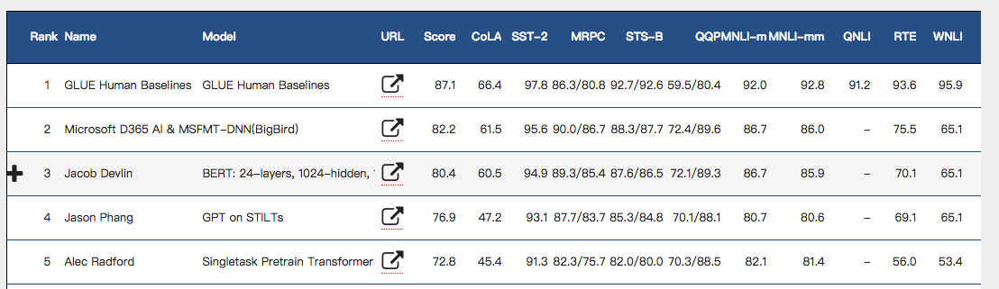 Rank Name Model URL Score CoLA SST-2 MRPC STS-B QQPMNLI-m MNLI-mm QNLI RTE WNLI
1 GLUE Human Baselines GLUE Human Baselines 87.1 66.4 97.8 86.3/80.8 92.7/92.6 59.5/80.4 92.0 92.8 91.2 93.6 95.9
2 Microsoft D365 AI & MSFMT-DNN(BigBird) 82.2 61.5 95.6 90.0/86.7 88.3/87.7 72.4/89.6 86.7 86.0 - 75.5 65.1
3 Jacob Devlin BERT: 24-layers, 1024-hidden, 80.4 60.5 94.9 89.3/85.4 87.6/86.5 72.1/89.3 86.7 85.9 - 70.1 65.1
4 Jason Phang GPT on STILTs 76.9 47.2 93.1 87.7/83.7 85.3/84.8 70.1/88.1 80.7 80.6 - 69.1 65.1
5 Alec Radford Singletask Pretrain Transformer 72.8 45.4 91.3 82.3/75.7 82.0/80.0 70.3/88.5 82.1 81.4 - 56.0 53.4